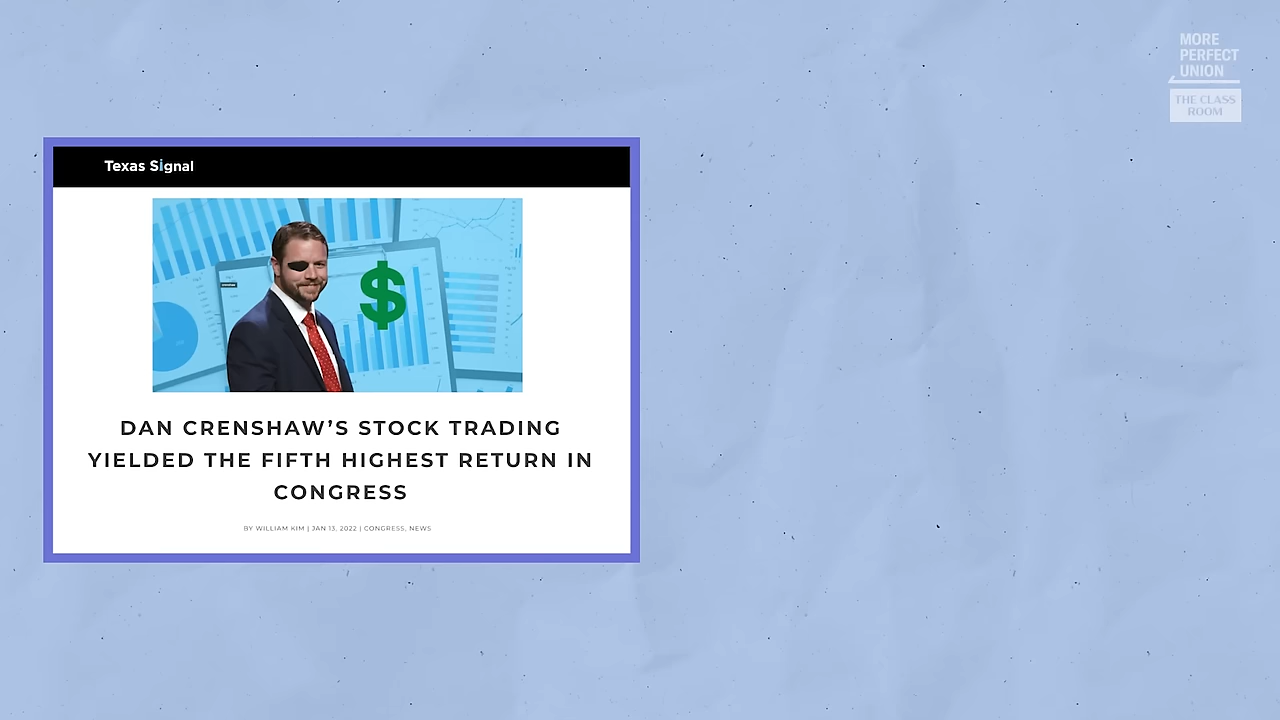 MORE
PERFECT
UNION
THE CLASS
ROOM
Texas Signal
DAN CRENSHAW'S STOCK TRADING
YIELDED THE FIFTH HIGHEST RETURN IN
CONGRESS
BY WILLIAM KIM | JAN 13, 2022 | CONGRESS, NEWS